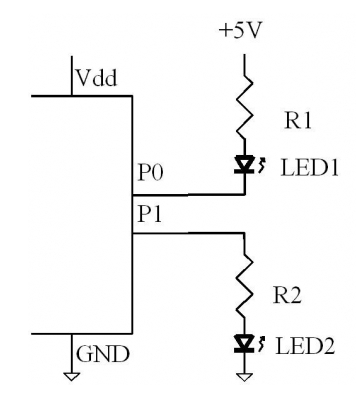 +5V
Vdd
R1
P0
LED1
P1
R2
GND
LED2